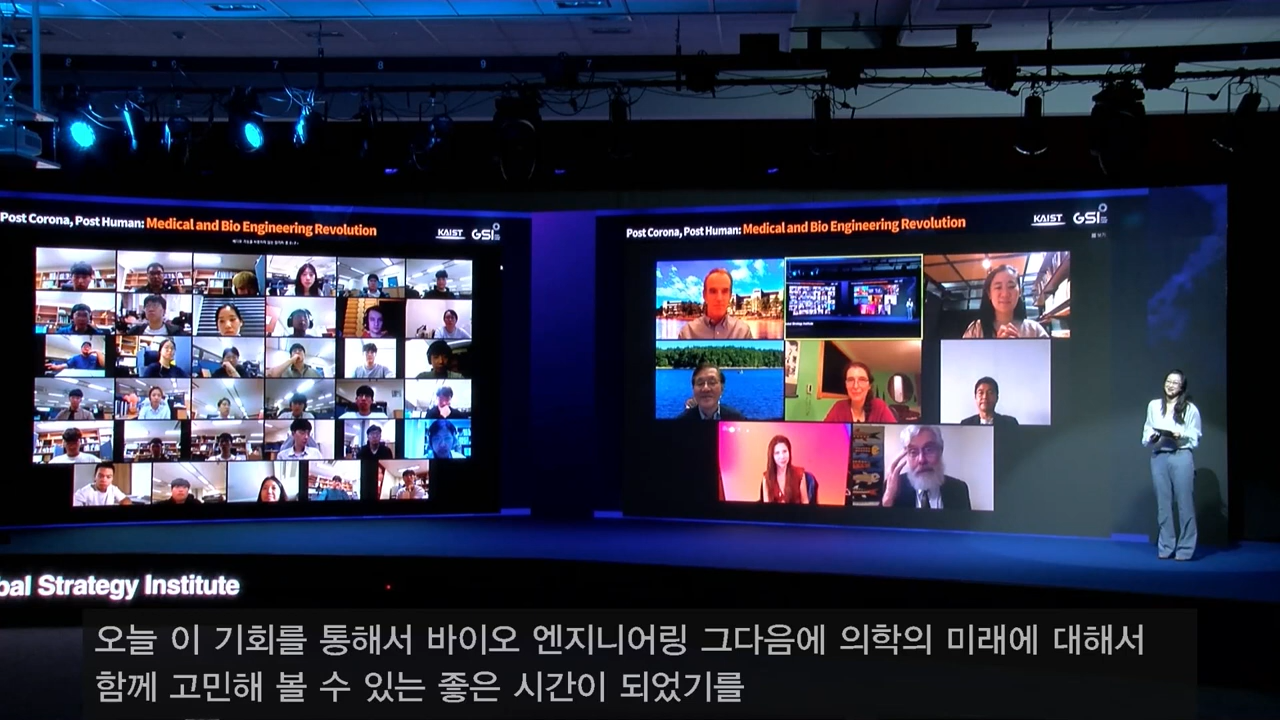 Post Corona, Post Human: Medical and Bio Engineering Revolution
KAIST GSI
Post Corona, Post Human: Medical and Bio Engineering Revolution
KAIST GSI
bal Strategy Institute
오늘 이 기회를 통해서 바이오 엔지니어링 그다음에 의학의 미래에 대해서
함께 고민해 볼 수 있는 좋은 시간이 되었기를